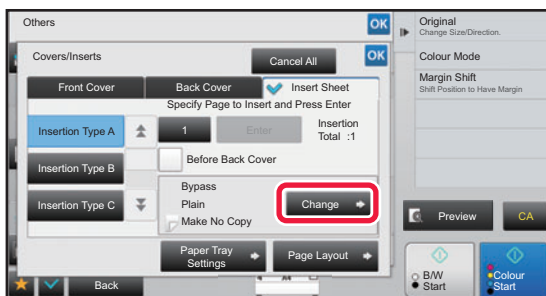 Others
OK
Covers/Inserts
Cancel All
OK
Front Cover
Back Cover
Insert Sheet
Specify Page to Insert and Press Enter
Insertion Type A
1
Enter
Insertion
Total :1
Before Back Cover
Insertion Type B
Bypass
Plain
Make No Copy
Change
Insertion Type C
Paper Tray
Settings
Page Layout
Back
A4
Original
Change Size/Direction.
Colour Mode
Margin Shift
Shift Position to Have Margin
Preview
CA
B/W
Start
Colour
Start